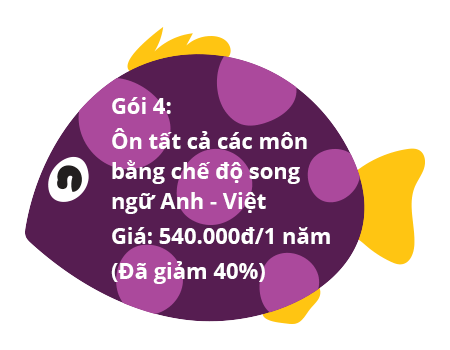 Gói 4:
Ôn tất cả các môn
bằng chế độ song
ngữ Anh - Việt
Giá: 540.000đ/1 năm
(Đã giảm 40%)